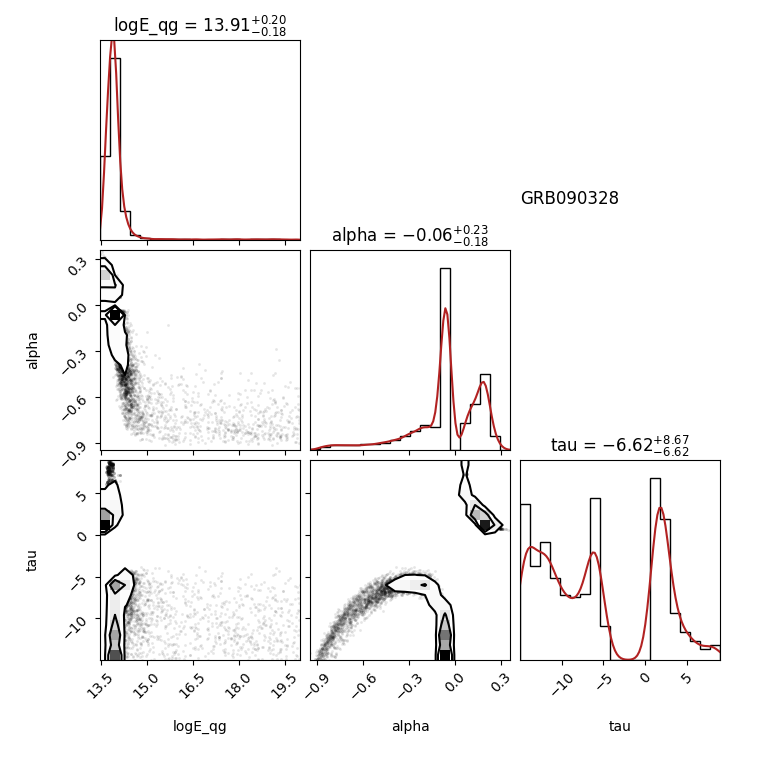 logE_qg = 13.91+0.20 −0.18
GRB090328
alpha = −0.06+0.23 −0.18
0.3
0.0
−0.3
−0.6
−0.9
alpha
tau = −6.62+8.67 −6.62
5
0
−5
−10
tau
13.5 15.0 16.5 18.0 19.5
−0.9 −0.6 −0.3 0.0 0.3
−10 −5 0 5
logE_qg alpha tau